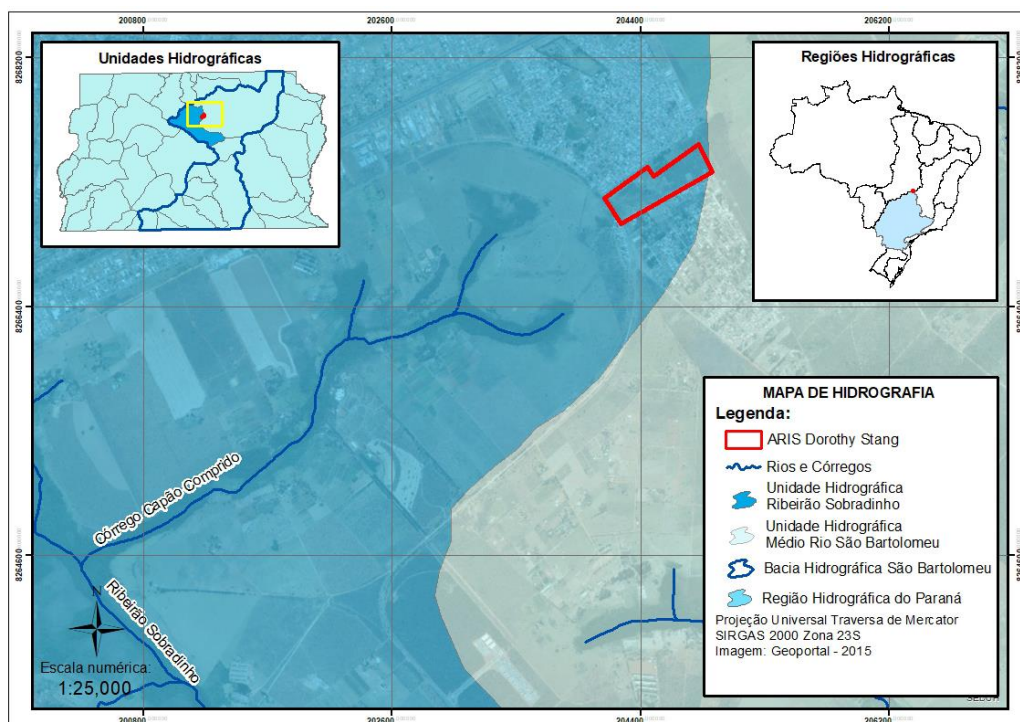 200800
202600
204400
206200
8268200
8268200
Unidades Hidrográficas
Regiões Hidrográficas
8266400
8266400
MAPA DE HIDROGRAFIA
Legenda:
ARIS Dorothy Stang
Rios e Córregos
Unidade Hidrográfica
Ribeirão Sobradinho
Unidade Hidrográfica
Médio Rio São Bartolomeu
Bacia Hidrográfica São Bartolomeu
Região Hidrográfica do Paraná
Projeção Universal Traversa de Mercator
SIRGAS 2000 Zona 23S
Imagem: Geoportal - 2015
Córrego Capão Comprido
8264600
8264600
Ribeirão Sobradinho
N
Escala numérica:
1:25,000
200800
202600
204400
206200